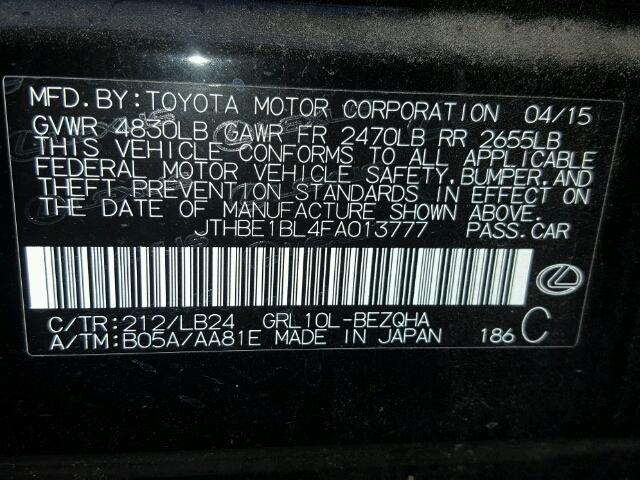 MFD.BY:TOYOTA MOTOR CORPORATION 04/15
GVWR 4830LB GAWR FR 2470LB RR 2655LB
THIS VEHICLE CONFORMS TO ALL APPLICABLE
FEDERAL MOTOR VEHICLE SAFETY,BUMPER,AND
THEFT PREVENTION STANDARDS IN EFFECT ON
THE DATE OF MANUFACTURE SHOWN ABOVE.
JTHBE1BL4FA013777 PASS.CAR
C/TR:212/LB24 GRL10L-BEZQHA
A/TM:B05A/AA81E MADE IN JAPAN 186 C